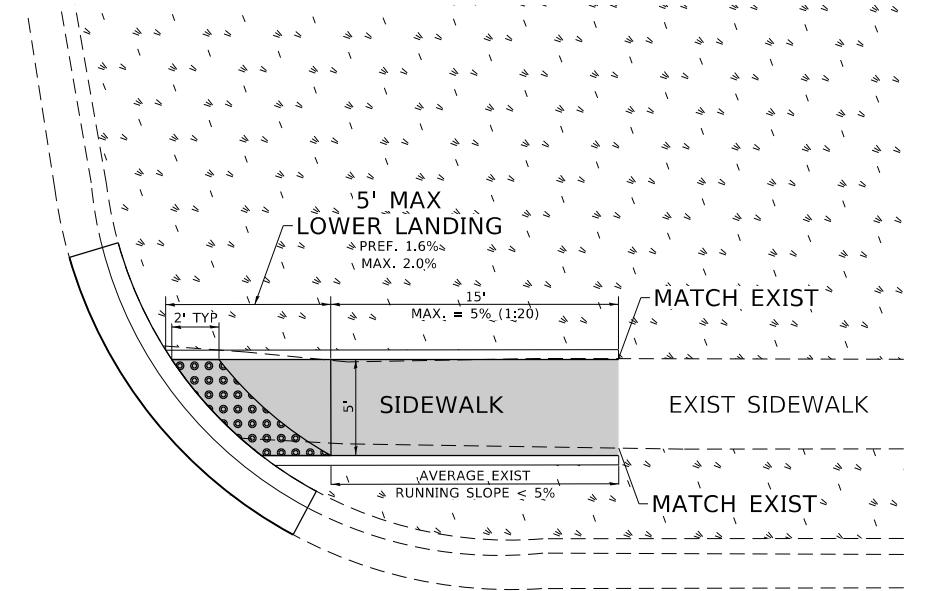 5' MAX
LOWER LANDING
PREF. 1.6%
MAX. 2.0%
15'
MATCH EXIST
2' TYP
MAX. = 5% (1:20)
5'
SIDEWALK
EXIST SIDEWALK
AVERAGE EXIST
RUNNING SLOPE < 5%
MATCH EXIST